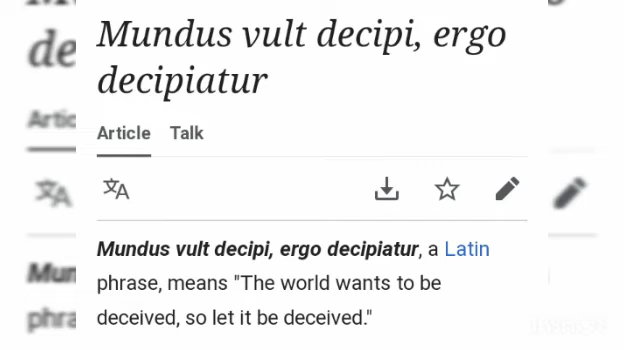 Mundus vult decipi, ergo
decipiatur
Article Talk
Mundus vult decipi, ergo decipiatur, a Latin
phrase, means "The world wants to be
deceived, so let it be deceived."